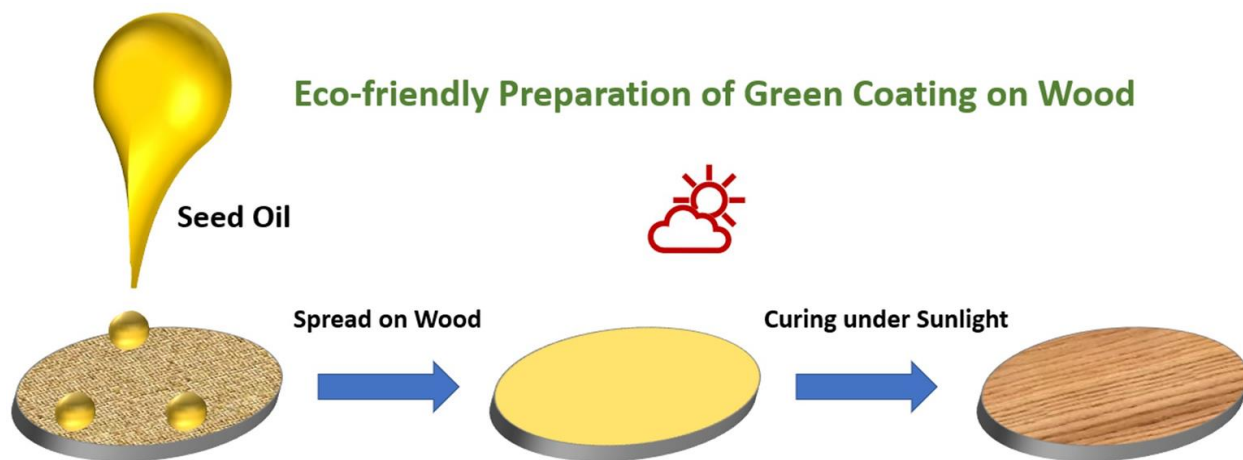 Eco-friendly Preparation of Green Coating on Wood
Seed Oil
Spread on Wood
Curing under Sunlight